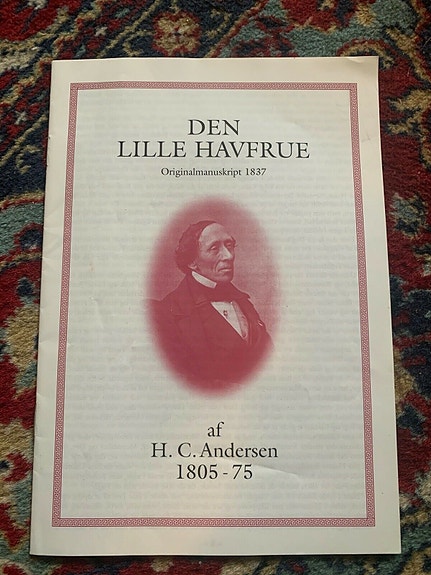 DEN
LILLE HAVFRUE
Originalmanuskript 1837
af
H. C. Andersen
1805 - 75